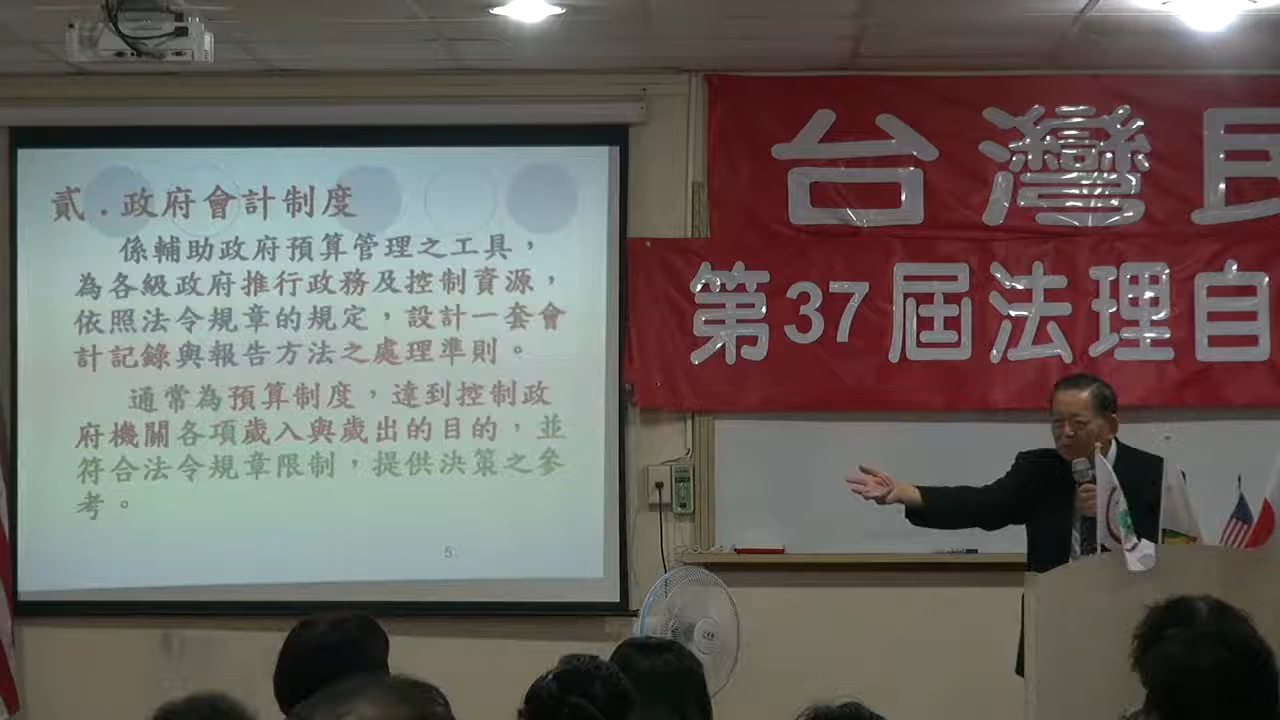 貳．政府會計制度
係輔助政府預算管理之工具，
為各級政府推行政務及控制資源，
依照法令規章的規定，設計一套會
計記錄與報告方法之處理準則。
通常為預算制度，達到控制政
府機關各項歲入與歲出的目的，並
符合法令規章限制，提供決策之參
考。
5
台灣民
第37屆法理自